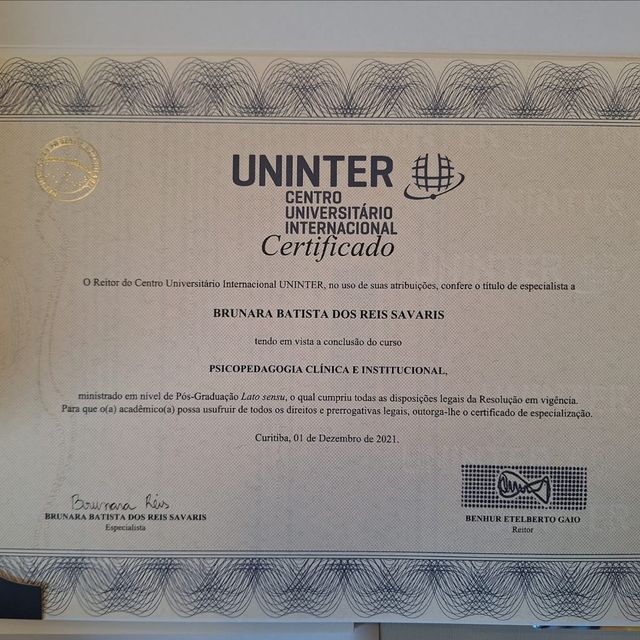 UNINTER
CENTRO
UNIVERSITÁRIO
INTERNACIONAL
Certificado
O Reitor do Centro Universitário Internacional UNINTER, no uso de suas atribuições, confere o título de especialista a
BRUNARA BATISTA DOS REIS SAVARIS
tendo em vista a conclusão do curso
PSICOPEDAGOGIA CLÍNICA E INSTITUCIONAL,
ministrado em nível de Pós-Graduação Lato sensu, o qual cumpriu todas as disposições legais da Resolução em vigência.
Para que o(a) acadêmico(a) possa usufruir de todos os direitos e prerrogativas legais, outorga-lhe o certificado de especialização.
Curitiba, 01 de Dezembro de 2021.
Brunara Réis
BRUNARA BATISTA DOS REIS SAVARIS
Especialista
BENHUR ETELBERTO GAIO
Reitor